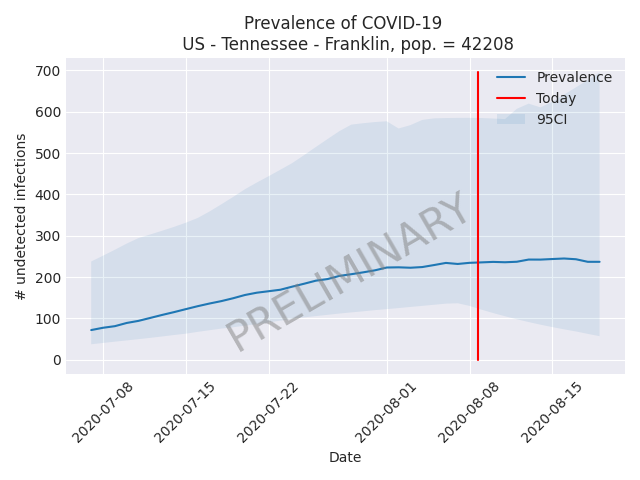 Prevalence of COVID-19
US - Tennessee - Franklin, pop. = 42208
700
600
500
400
300
200
100
0
# undetected infections
Prevalence
Today
95CI
PRELIMINARY
2020-07-08
2020-07-15
2020-07-22
2020-08-01
2020-08-08
2020-08-15
Date